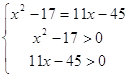 x² − 17 = 11x − 45
x² − 17 > 0
11x − 45 > 0